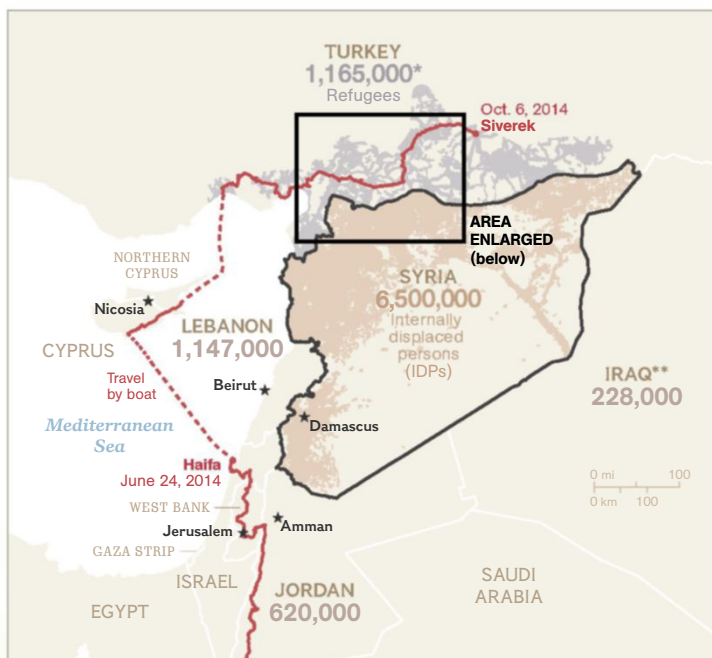 TURKEY
1,165,000*
Refugees
Oct. 6, 2014
Siverek
AREA
ENLARGED
(below)
NORTHERN
CYPRUS
Nicosia
CYPRUS
LEBANON
1,147,000
SYRIA
6,500,000
Internally
displaced
persons
(IDPs)
IRAQ**
228,000
Travel
by boat
Beirut
Damascus
Mediterranean
Sea
Haifa
June 24, 2014
0 mi 100
0 km 100
WEST BANK
Jerusalem
Amman
GAZA STRIP
ISRAEL
JORDAN
620,000
EGYPT
SAUDI
ARABIA